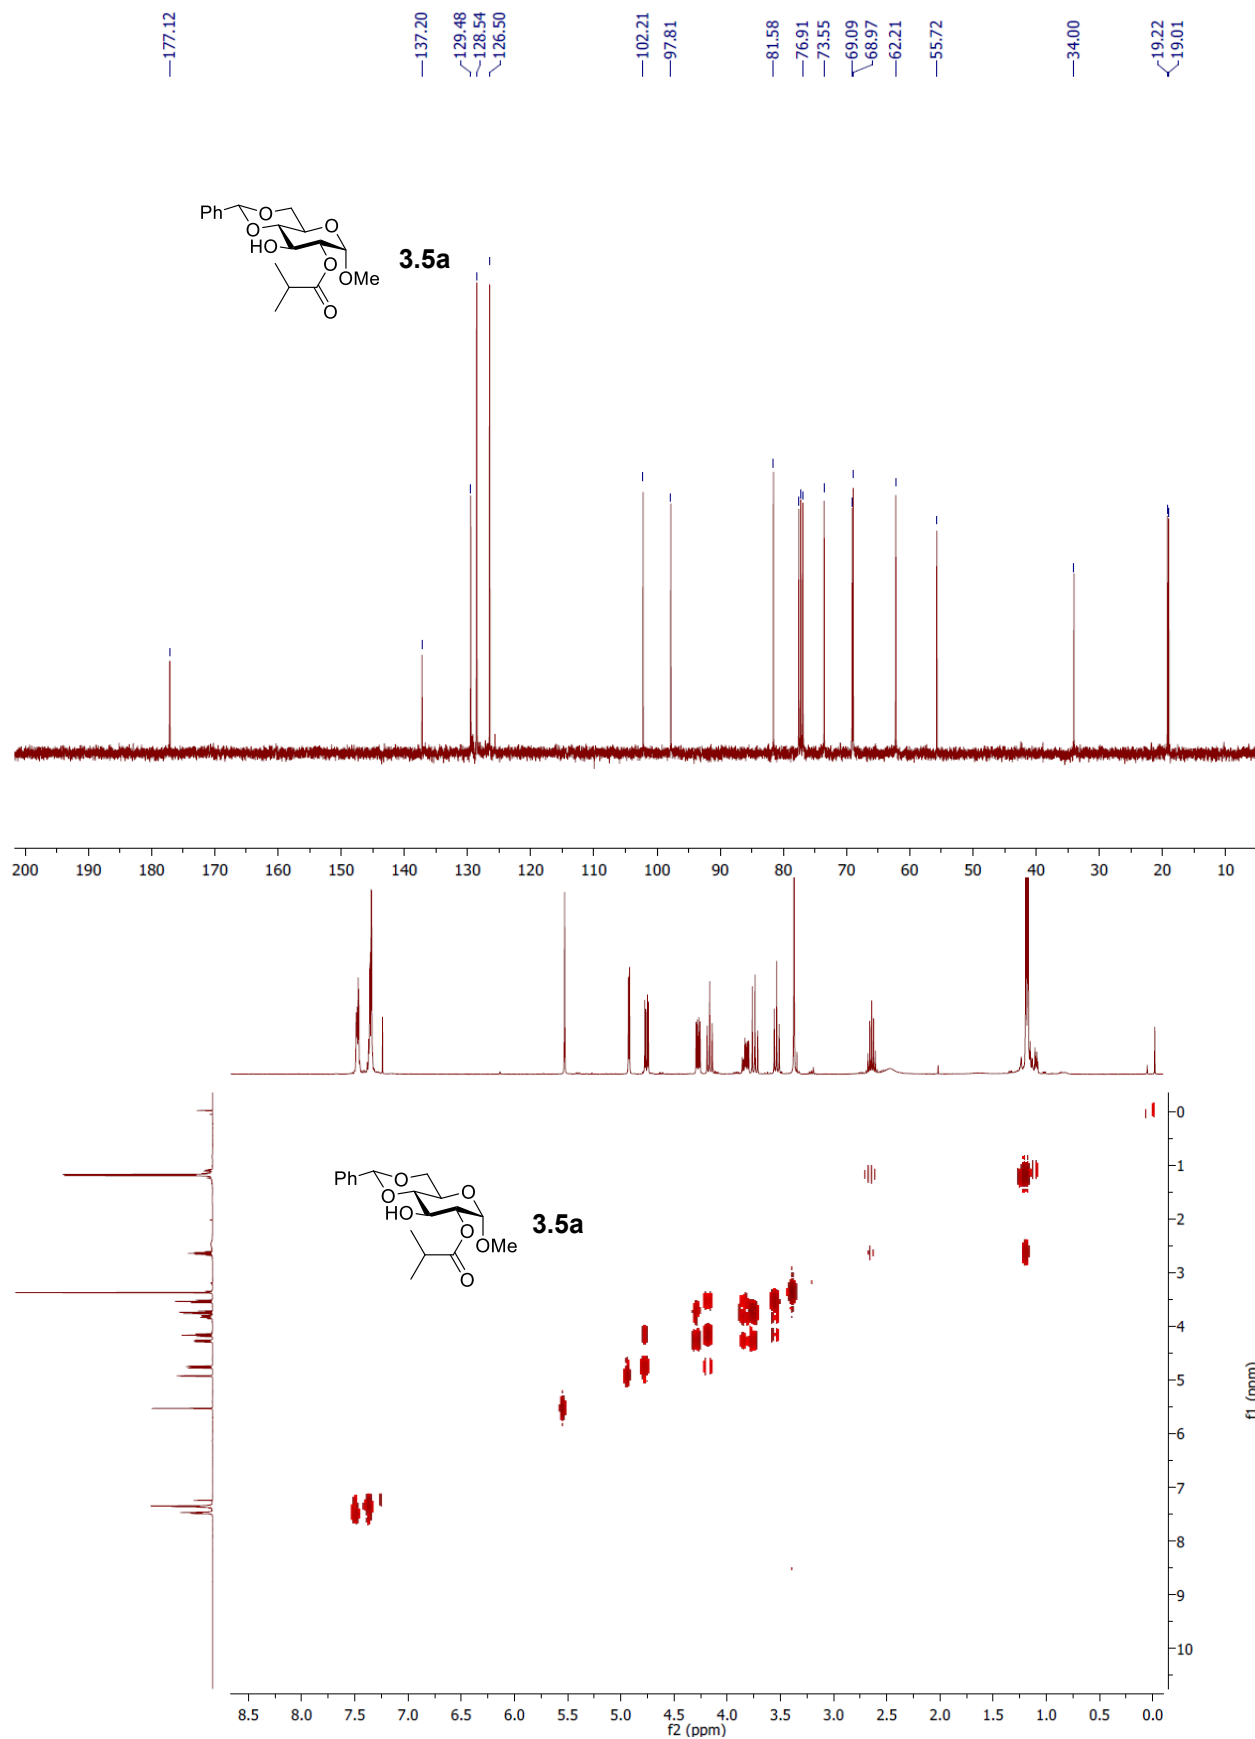 177.12 137.20 129.48 128.54 126.50 102.21 97.81 81.58 76.91 73.55 69.09 68.97 62.21 55.72 34.00 19.22 19.01
Ph O O O
HO
O OMe
O
3.5a
200 190 180 170 160 150 140 130 120 110 100 90 80 70 60 50 40 30 20 10
Ph O O O
HO
O OMe
O
3.5a
0
1
2
3
4
5
6
7
8
9
10
f1 (ppm)
8.5 8.0 7.5 7.0 6.5 6.0 5.5 5.0 4.5 4.0 3.5 3.0 2.5 2.0 1.5 1.0 0.5 0.0
f2 (ppm)